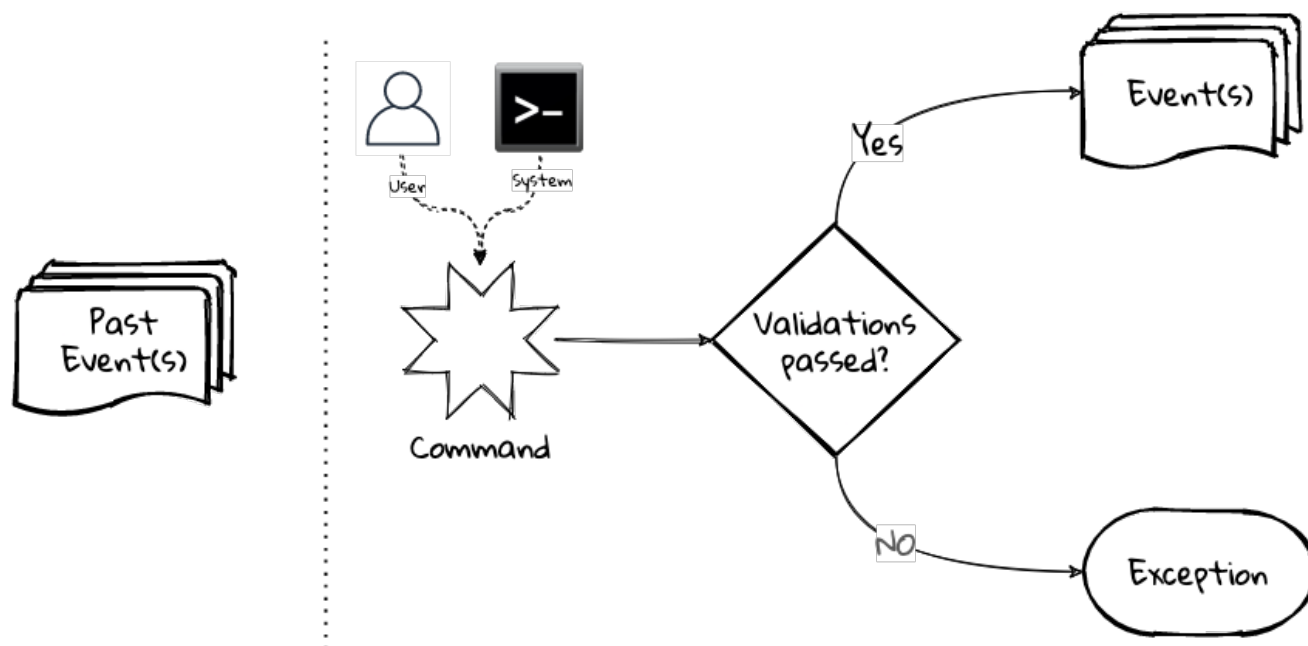 Past
Event(s)
>-
User
System
Command
Validations
passed?
Yes
Event(s)
No
Exception